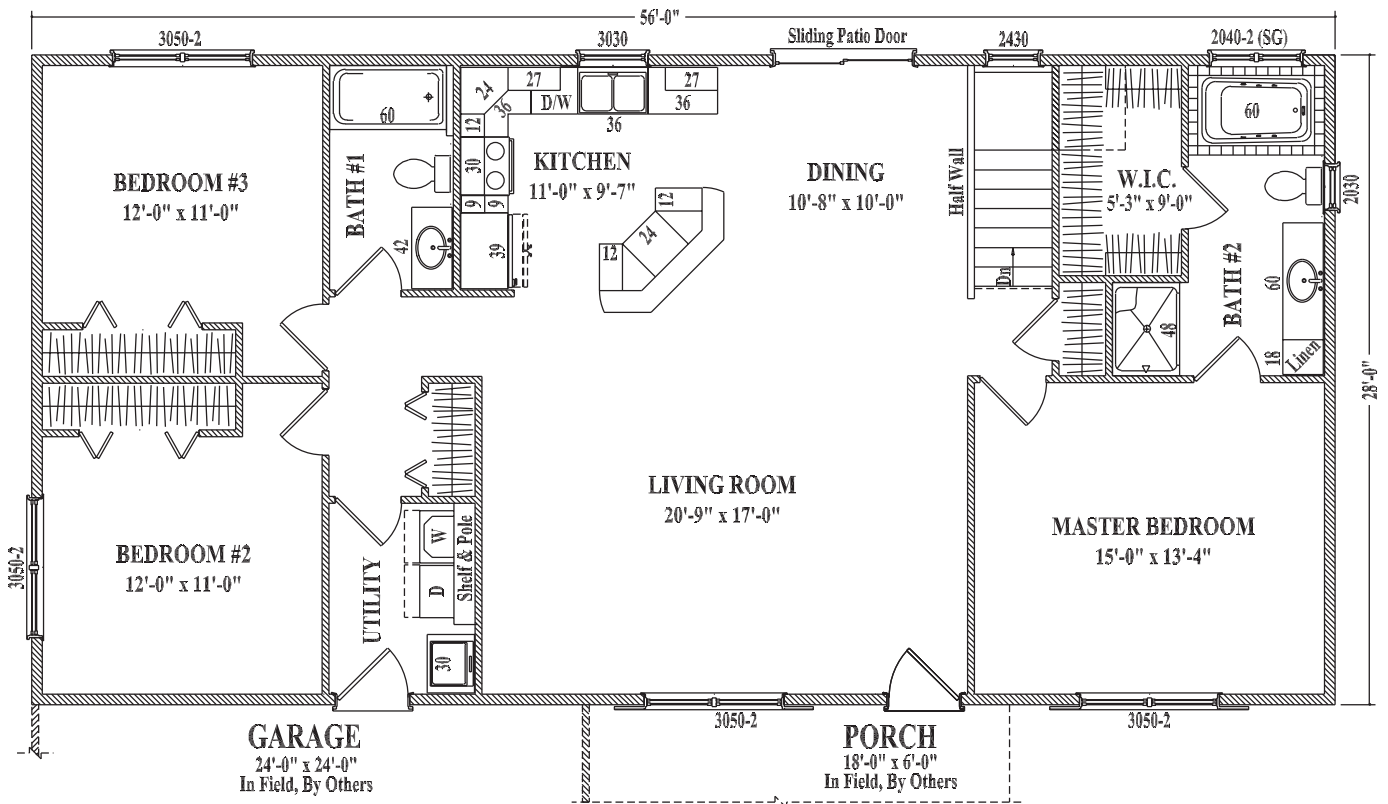 56'-0"
3050-2
3030
Sliding Patio Door
2430
2040-2 (SG)
60
27
24
36
D/W
36
27
36
12
30
9 9
39
KITCHEN
11'-0" x 9'-7"
12
24
12
DINING
10'-8" x 10'-0"
Half Wall
Dn
W.I.C.
5'-3" x 9'-0"
60
2030
BEDROOM #3
12'-0" x 11'-0"
BATH #1
42
BATH #2
60
18
Linen
48
28'-0"
LIVING ROOM
20'-9" x 17'-0"
MASTER BEDROOM
15'-0" x 13'-4"
3050-2
BEDROOM #2
12'-0" x 11'-0"
UTILITY
W
D
Shelf & Pole
30
3050-2
3050-2
GARAGE
24'-0" x 24'-0"
In Field, By Others
PORCH
18'-0" x 6'-0"
In Field, By Others